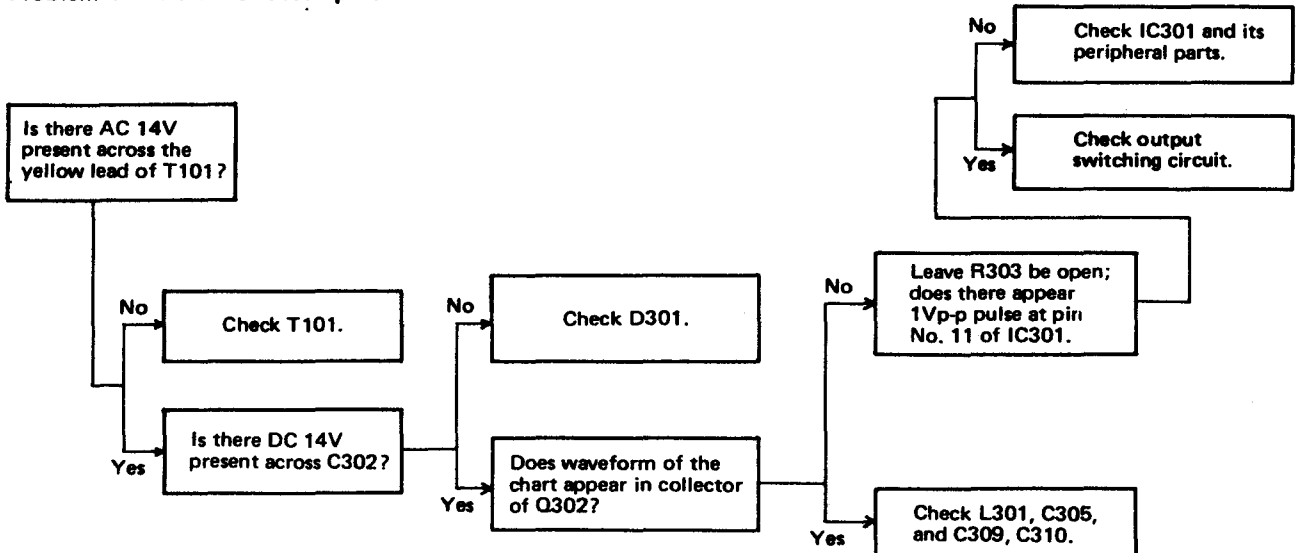 Is there AC 14V
present across the
yellow lead of T101?
No
Check T101.
Yes
Is there DC 14V
present across C302?
No
Check D301.
Yes
Does waveform of the
chart appear in collector
of Q302?
No
Leave R303 be open;
does there appear
1Vp-p pulse at pin
No. 11 of IC301.
Yes
Check L301, C305,
and C309, C310.
No
Check IC301 and its
peripheral parts.
Yes
Check output
switching circuit.